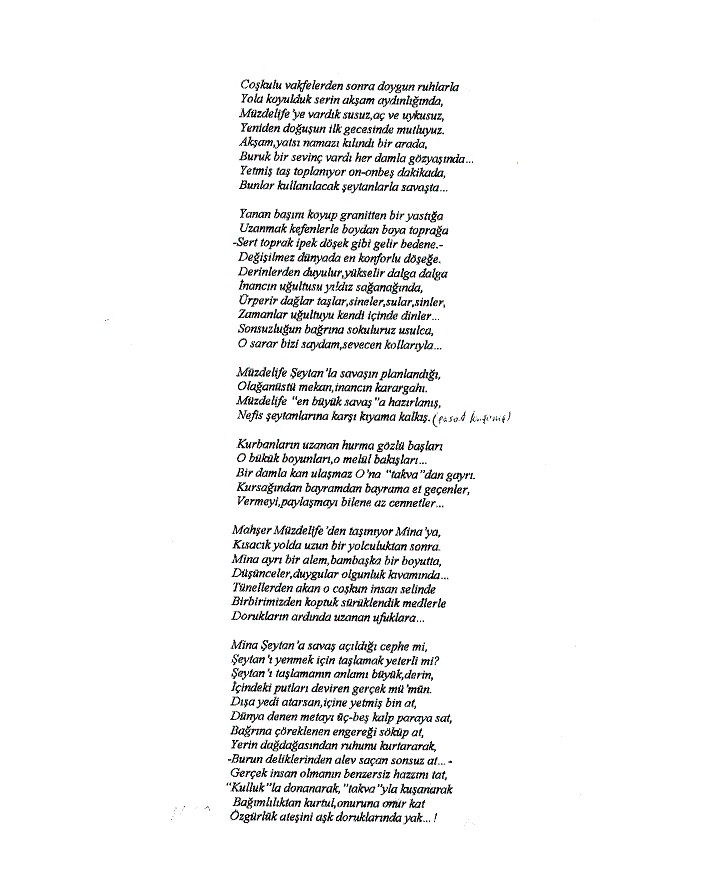 Coşkulu vakfelerden sonra doygun ruhlarla
Yola koyulduk serin akşam aydınlığında,
Müzdelife'ye vardık susuz,aç ve uykusuz,
Yeniden doğuşun ilk gecesinde mutluyuz.
Akşam,yatsı namazı kılındı bir arada,
Buruk bir sevinç vardı her damla gözyaşında...
Yetmiş taş toplanıyor on-onbeş dakikada,
Bunlar kullanılacak şeytanlarla savaşta...
Yanan başını koyup granitten bir yastığa
Uzanmak kefenlerle boydan boya toprağa
-Sert toprak ipek döşek gibi gelir bedene.-
Değişilmez dünyada en konforlu döşeğe.
Derinlerden duyulur,yükselir dalga dalga
İnancın uğultusu yıldız sağanağında,
Ürperir dağlar taşlar,sineler,sular,sinler,
Zamanlar uğultuyu kendi içinde dinler...
Sonsuzluğun bağrına sokuluruz usulca,
O sarar bizi saydam,sevecen kollarıyla...
Müzdelife Şeytan'la savaşın planlandığı,
Olağanüstü mekan,inancın karargahı.
Müzdelife "en büyük savaş"a hazırlanış,
Nefis şeytanlarına karşı kıyama kalkış.
Kurbanların uzanan hurma gözlü başları
O bükük boyunları,o melül bakışları...
Bir damla kan ulaşmaz O'na "takva"dan gayrı.
Kursağından bayramdan bayrama et geçenler,
Vermeyi,paylaşmayı bilene az cennetler...
Mahşer Müzdelife'den taşınıyor Mina'ya,
Kısacık yolda uzun bir yolculuktan sonra.
Mina ayrı bir alem,bambaşka bir boyutta,
Düşünceler,duygular olgunluk kıvamında...
Tünellerden akan o coşkun insan selinde
Birbirimizden koptuk sürüklendik medlerle
Dorukların ardında uzanan ufuklara...
Mina Şeytan'a savaş açıldığı cephe mi,
Şeytan'ı yenmek için taşlamak yeterli mi?
Şeytan'ı taşlamanın anlamı büyük,derin,
İçindeki putları deviren gerçek mü'min.
Dışa yedi atarsan,içine yetmiş bin at,
Dünya denen metayı üç-beş kalp paraya sat,
Bağrına çöreklenen engereği söküp at,
Yerin dağdağasından ruhunu kurtararak,
-Burun deliklerinden alev saçan sonsuz at...-
Gerçek insan olmanın benzersiz hazzını tat,
"Kulluk"la donanarak,"takva"yla kuşanarak
Bağımlılıktan kurtul,onuruna onur kat
Özgürlük ateşini aşk doruklarında yak...!